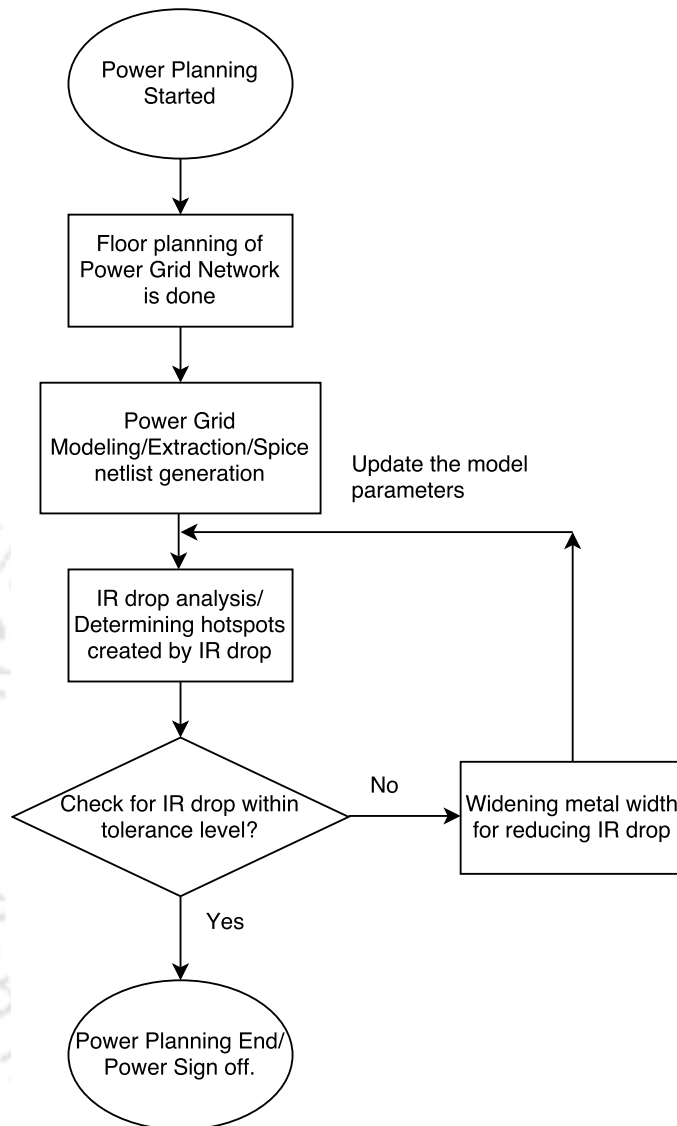 Power Planning
Started
Floor planning of
Power Grid Network
is done
Power Grid
Modeling/Extraction/Spice
netlist generation
Update the model
parameters
IR drop analysis/
Determining hotspots
created by IR drop
Check for IR drop within
tolerance level?
No
Widening metal width
for reducing IR drop
Yes
Power Planning End/
Power Sign off.